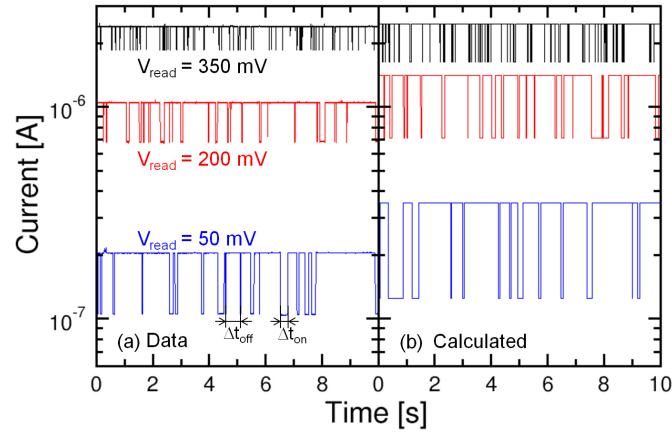 V_read = 350 mV
10^-6
V_read = 200 mV
Current [A]
V_read = 50 mV
10^-7
(a) Data
Δt_off
Δt_on
(b) Calculated
0 2 4 6 8 0 2 4 6 8 10
Time [s]